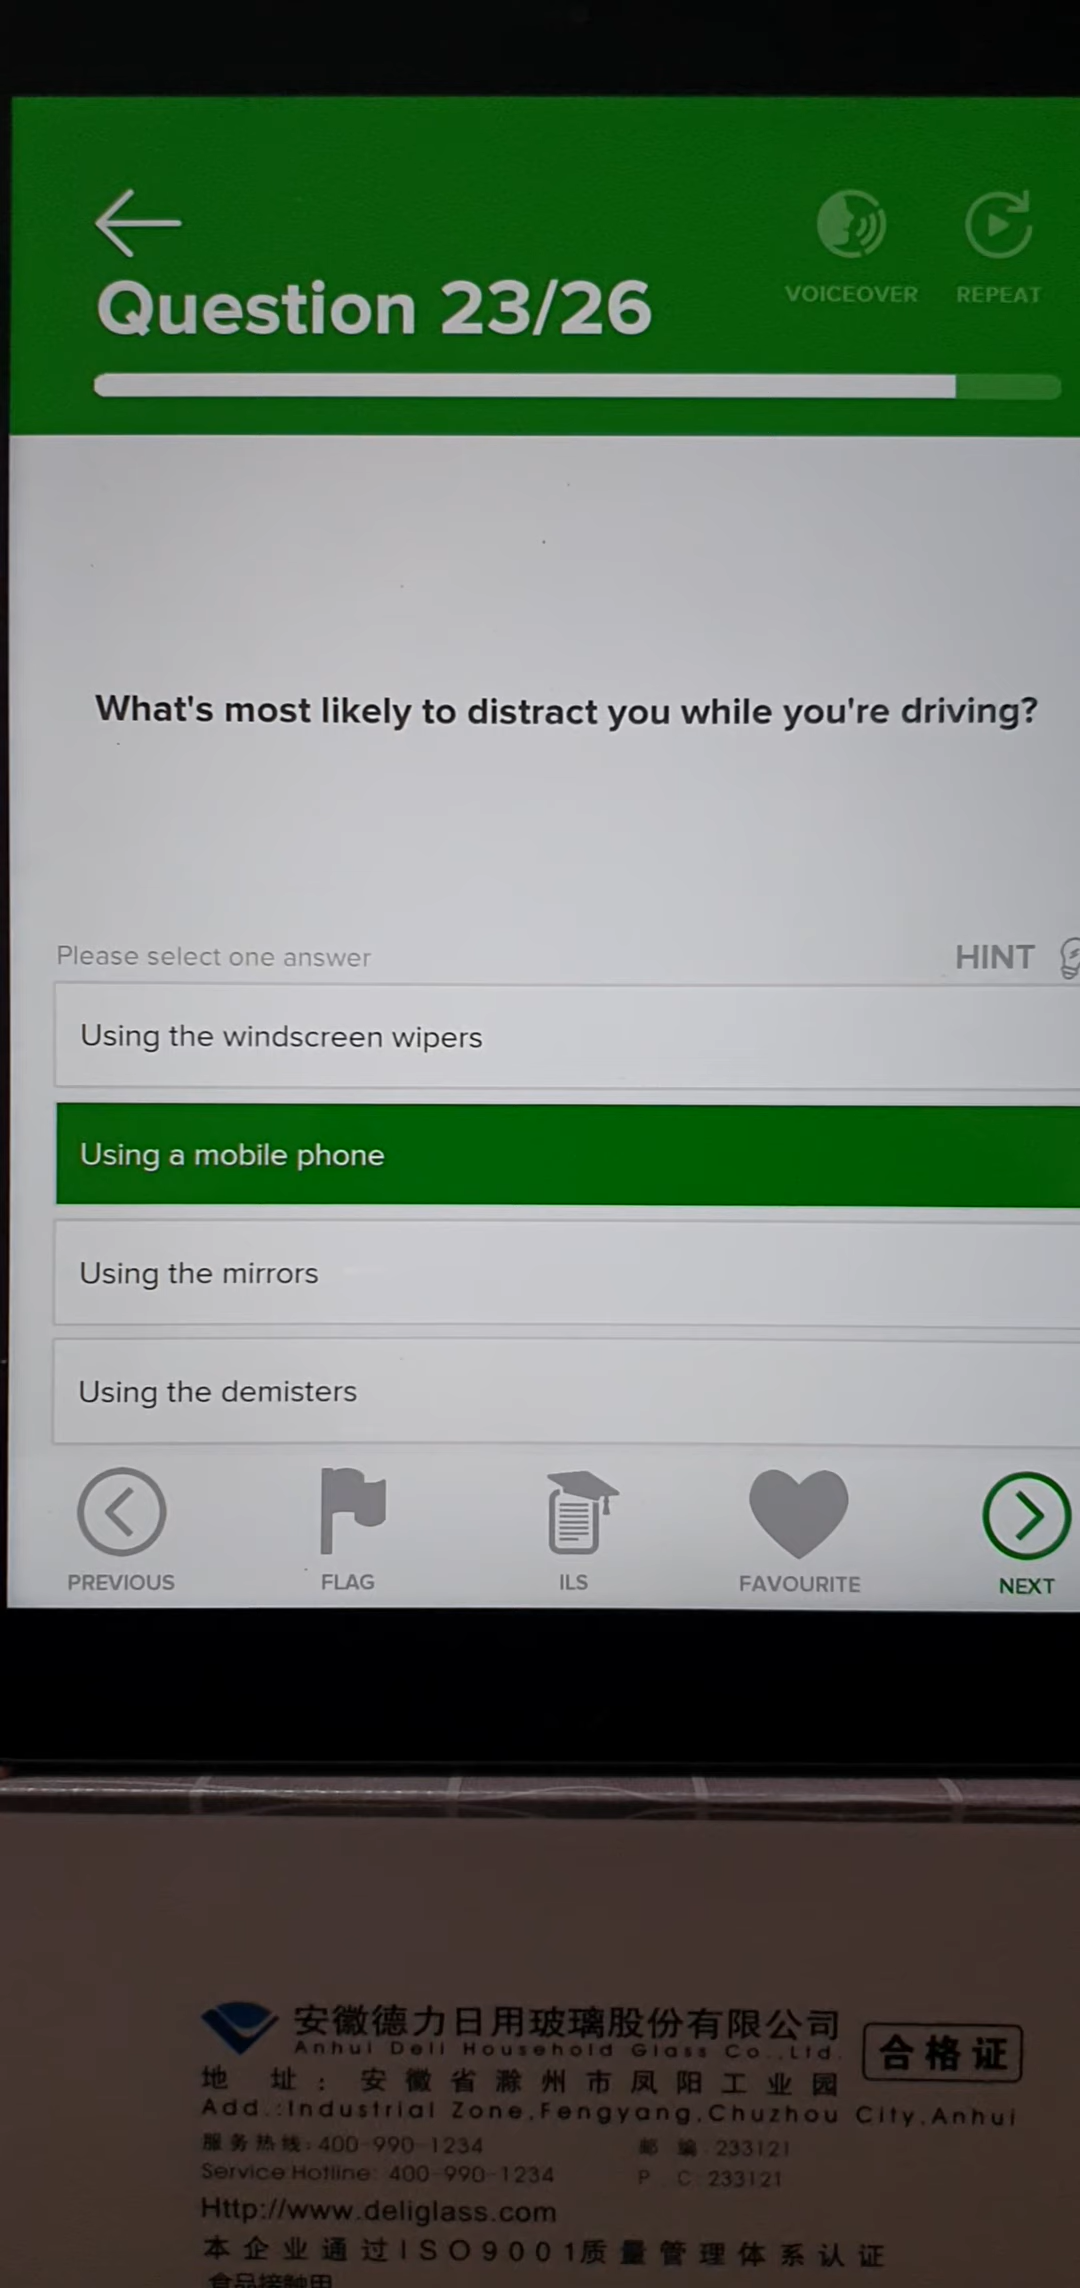 VOICEOVER REPEAT
Question 23/26
What's most likely to distract you while you're driving?
Please select one answer
HINT
Using the windscreen wipers
Using a mobile phone
Using the mirrors
Using the demisters
PREVIOUS FLAG ILS FAVOURITE NEXT
安徽德力日用玻璃股份有限公司
Anhui Deli Household Glass Co.,Ltd.
合格证
地 址：安徽省滁州市凤阳工业园
Add.:Industrial Zone,Fengyang,Chuzhou City,Anhui
服务热线:400-990-1234 邮 编:233121
Service Hotline: 400-990-1234 P . C 233121
Http://www.deliglass.com
本企业通过ISO9001质量管理体系认证
食品接触用